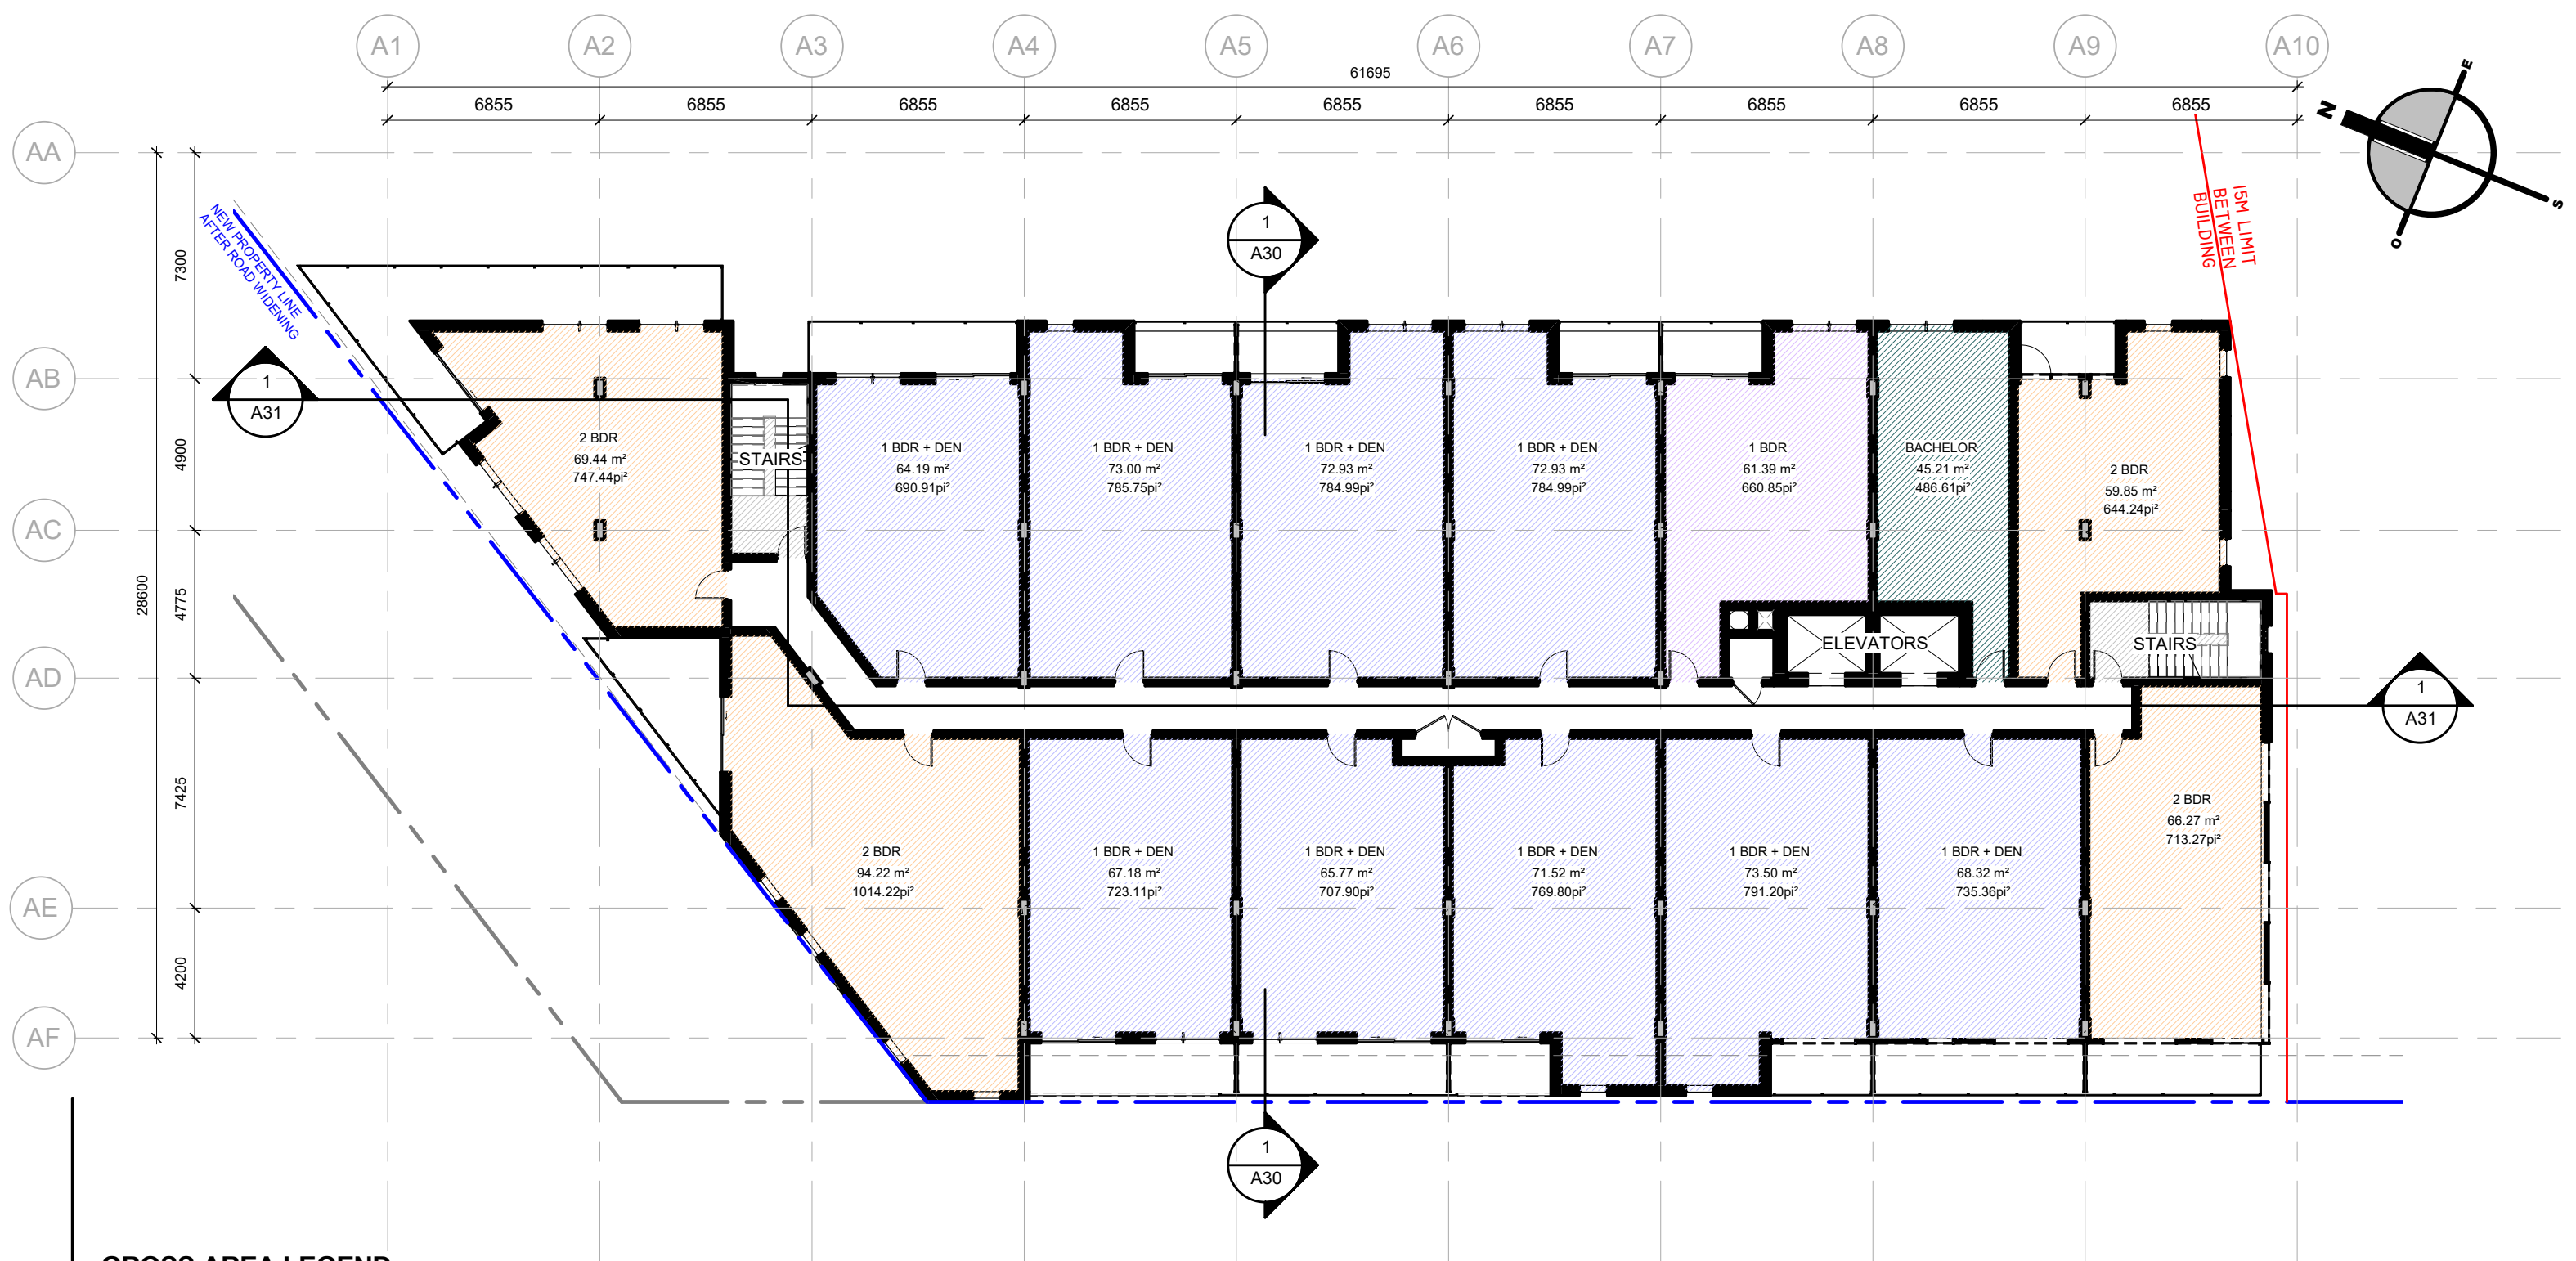 A1 A2 A3 A4 A5 A6 A7 A8 A9 A10
61695
6855 6855 6855 6855 6855 6855 6855 6855 6855
N
E
S
O
AA
AB
AC
AD
AE
AF
7300
4900
4775
7425
4200
28600
NEW PROPERTY LINE
AFTER ROAD WIDENING
15M LIMIT
BETWEEN
BUILDING
1
A30
1
A31
2 BDR
69.44 m²
747.44pi²
STAIRS
1 BDR + DEN
64.19 m²
690.91pi²
1 BDR + DEN
73.00 m²
785.75pi²
1 BDR + DEN
72.93 m²
784.99pi²
1 BDR + DEN
72.93 m²
784.99pi²
1 BDR
61.39 m²
660.85pi²
BACHELOR
45.21 m²
486.61pi²
2 BDR
59.85 m²
644.24pi²
ELEVATORS
STAIRS
1
A31
2 BDR
94.22 m²
1014.22pi²
1 BDR + DEN
67.18 m²
723.11pi²
1 BDR + DEN
65.77 m²
707.90pi²
1 BDR + DEN
71.52 m²
769.80pi²
1 BDR + DEN
73.50 m²
791.20pi²
1 BDR + DEN
68.32 m²
735.36pi²
2 BDR
66.27 m²
713.27pi²
1
A30
GROSS AREA LEGEND